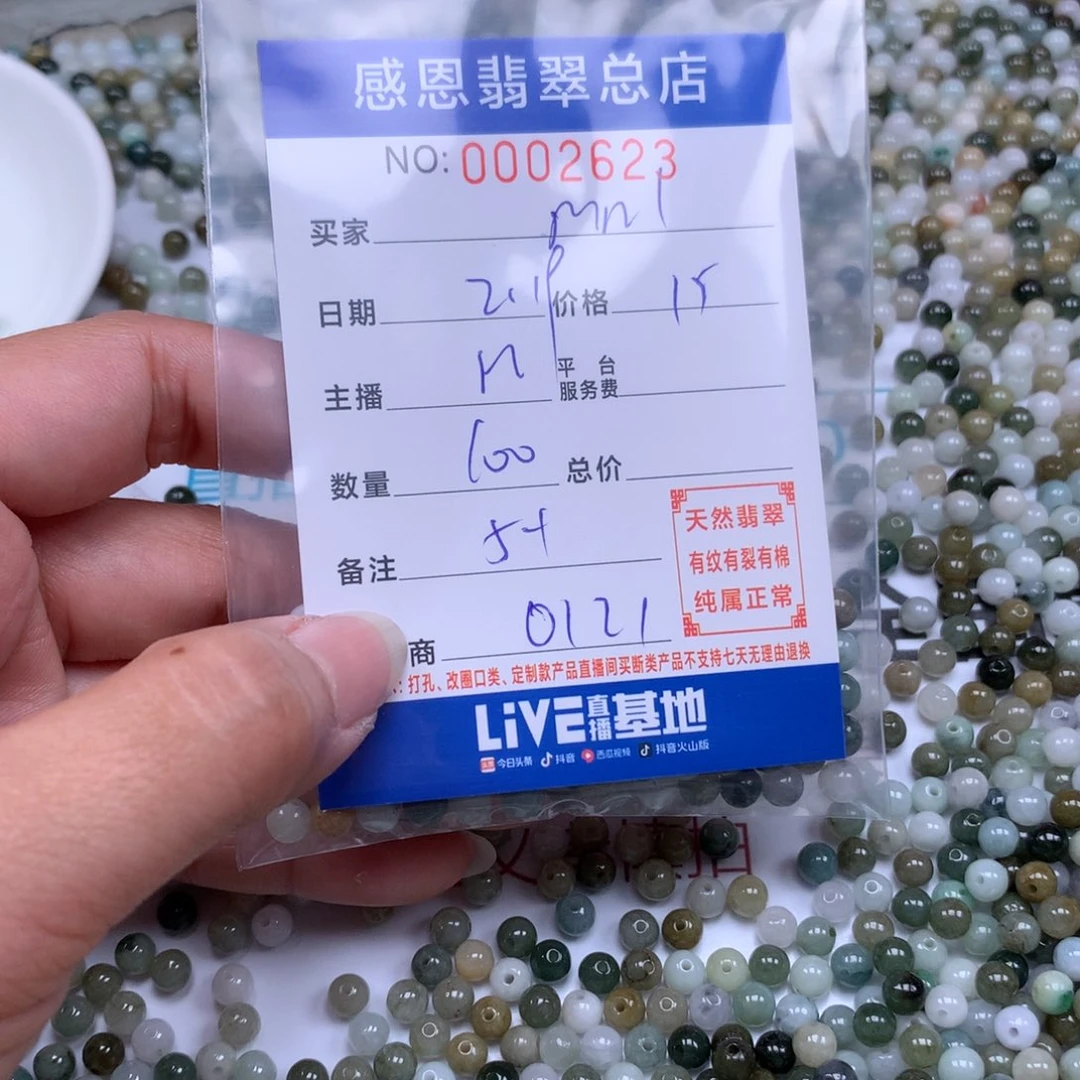 感恩翡翠总店
NO: 0002623
买家
日期 2.1 价格 15
主播 平台服务费
数量 100 总价
备注 5+
天然翡翠
有纹有裂有棉
纯属正常
商 0121
：打孔、改圈口类、定制款产品直播间买断类产品不支持七天无理由退换
LiVE直播基地
今日头条 抖音 西瓜视频 抖音火山版